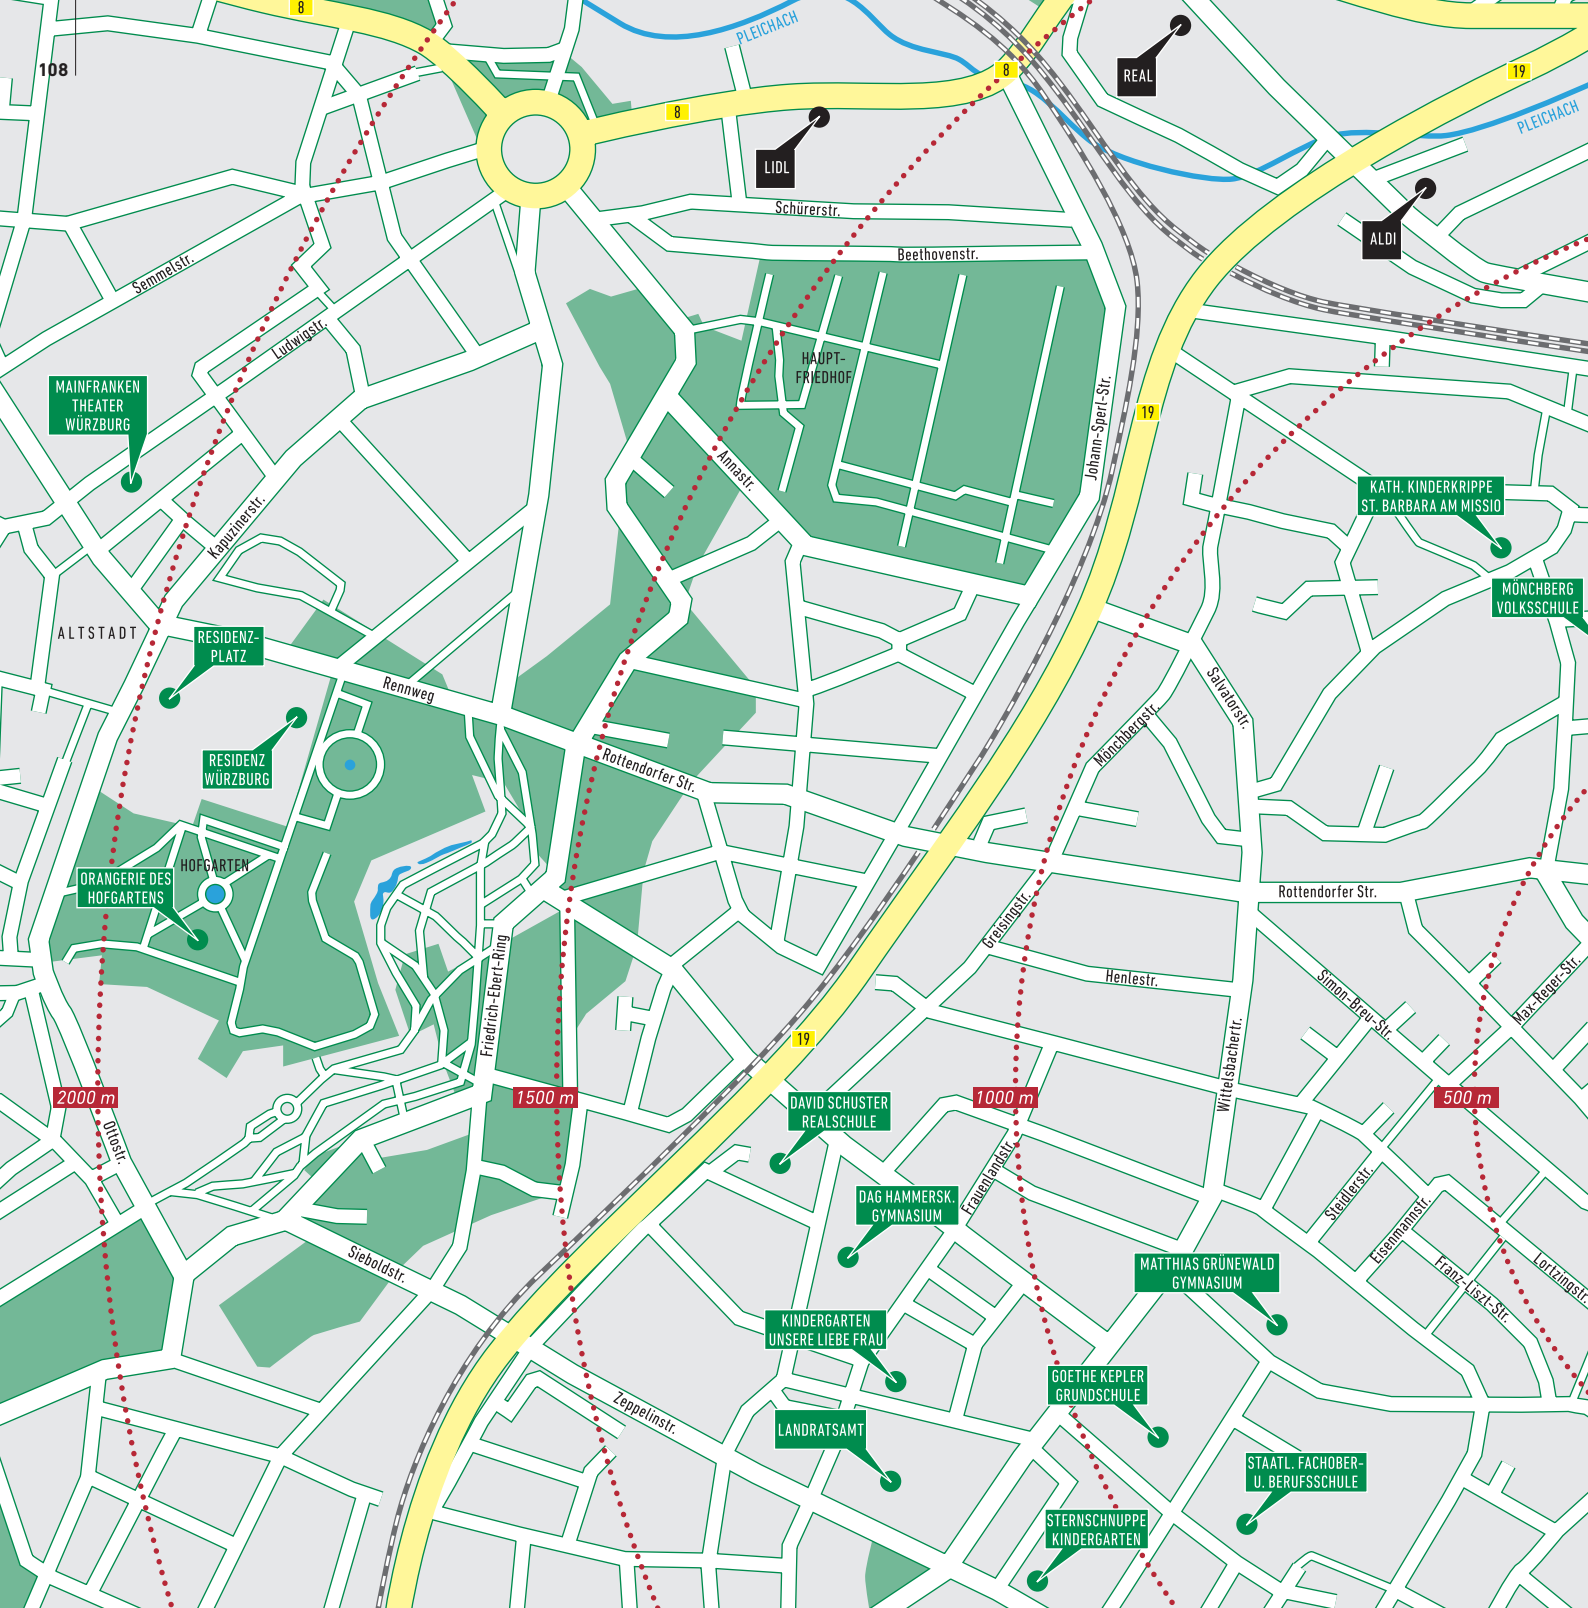 8
PLEICHACH
108
8
REAL
19
8
LIDL
PLEICHACH
Schürerstr.
ALDI
Beethovenstr.
Semmelstr.
Ludwigstr.
HAUPT-
FRIEDHOF
MAINFRANKEN
THEATER
WÜRZBURG
Johann-Sperl-Str.
19
Annastr.
KATH. KINDERKRIPPE
ST. BARBARA AM MISSIO
Kapuzinerstr.
MÖNCHBERG
VOLKSSCHULE
ALTSTADT
RESIDENZ-
PLATZ
Rennweg
Salvatorstr.
Mönchbergstr.
RESIDENZ
WÜRZBURG
Rottendorfer Str.
HOFGARTEN
ORANGERIE DES
HOFGARTENS
Rottendorfer Str.
Greisingstr.
Friedrich-Ebert-Ring
Henlestr.
Simon-Breu-Str.
Max-Reger-Str.
19
Wittelsbachertr.
2000 m
1500 m
1000 m
500 m
DAVID SCHUSTER
REALSCHULE
Ottostr.
Frauenlandstr.
Steidlerstr.
DAG HAMMERSK.
GYMNASIUM
Eisenmannstr.
Sieboldstr.
MATTHIAS GRÜNEWALD
GYMNASIUM
Franz-Liszt-Str.
Lortzingstr.
KINDERGARTEN
UNSERE LIEBE FRAU
GOETHE KEPLER
GRUNDSCHULE
Zeppelinstr.
LANDRATSAMT
STAATL. FACHOBER-
U. BERUFSSCHULE
STERNSCHNUPPE
KINDERGARTEN